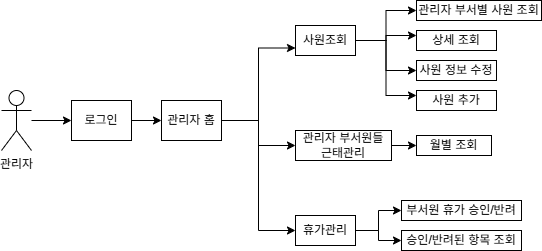 관리자 부서별 사원 조회
사원조회
상세 조회
사원 정보 수정
사원 추가
로그인
관리자 홈
관리자 부서원들
근태관리
월별 조회
관리자
부서원 휴가 승인/반려
휴가관리
승인/반려된 항목 조회